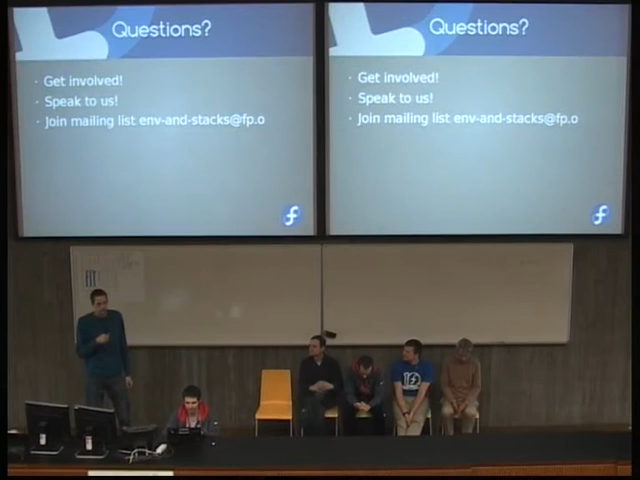 Questions?
· Get involved!
· Speak to us!
· Join mailing list env-and-stacks@fp.o
Questions?
· Get involved!
· Speak to us!
· Join mailing list env-and-stacks@fp.o